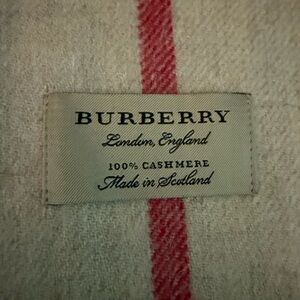 BURBERRY
London, England
100% CASHMERE
Made in Scotland